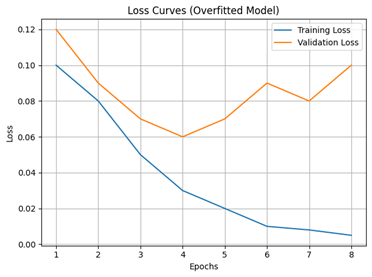 Loss Curves (Overfitted Model)
Training Loss
Validation Loss
0.12
0.10
0.08
0.06
0.04
0.02
0.00
Loss
1 2 3 4 5 6 7 8
Epochs